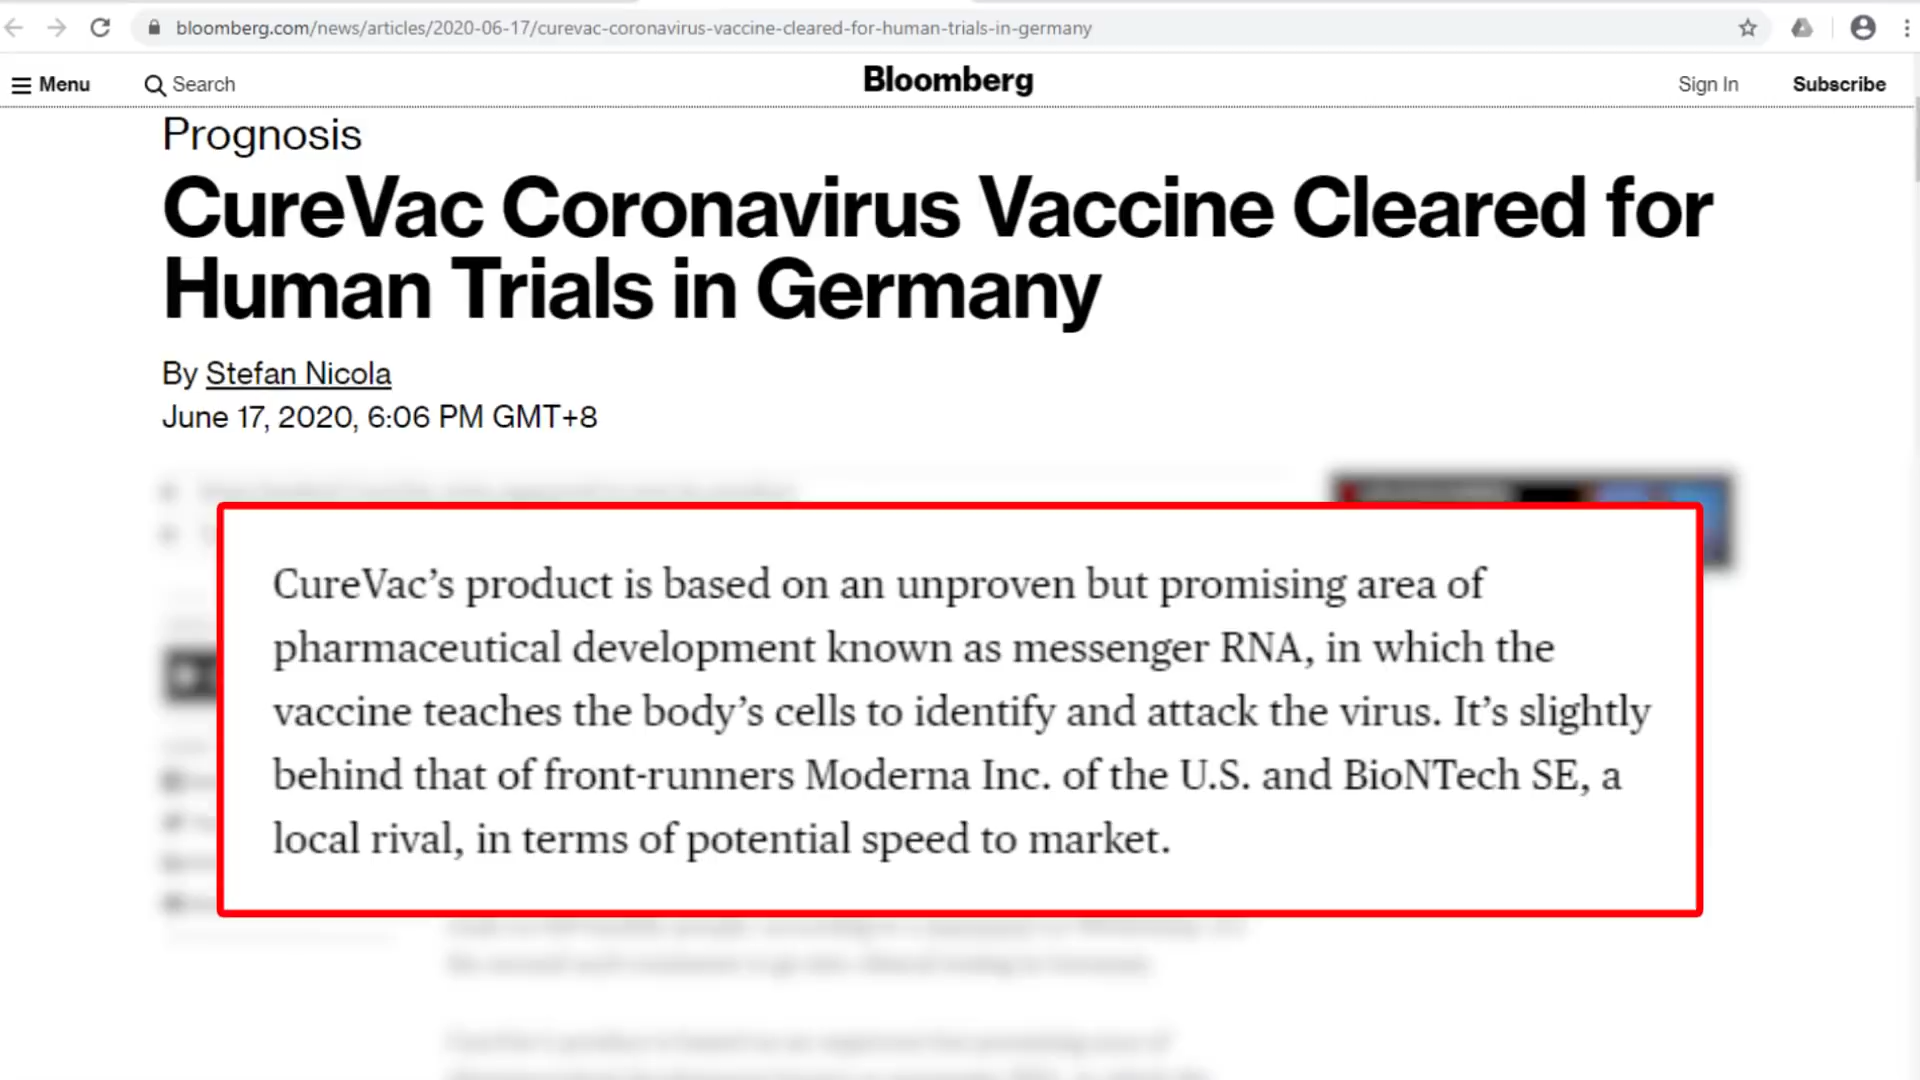 bloomberg.com/news/articles/2020-06-17/curevac-coronavirus-vaccine-cleared-for-human-trials-in-germany
Menu
Search
Bloomberg
Sign In
Subscribe
Prognosis
CureVac Coronavirus Vaccine Cleared for
Human Trials in Germany
By Stefan Nicola
June 17, 2020, 6:06 PM GMT+8
CureVac’s product is based on an unproven but promising area of
pharmaceutical development known as messenger RNA, in which the
vaccine teaches the body’s cells to identify and attack the virus. It’s slightly
behind that of front-runners Moderna Inc. of the U.S. and BioNTech SE, a
local rival, in terms of potential speed to market.